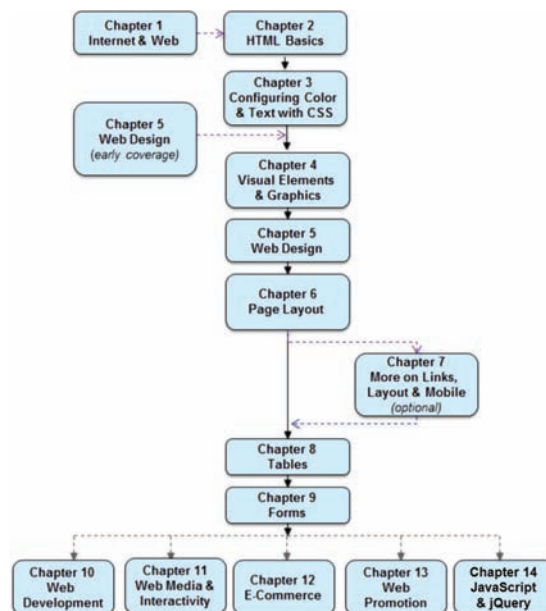 Chapter 1
Internet & Web
Chapter 2
HTML Basics
Chapter 3
Configuring Color
& Text with CSS
Chapter 5
Web Design
(early coverage)
Chapter 4
Visual Elements
& Graphics
Chapter 5
Web Design
Chapter 6
Page Layout
Chapter 7
More on Links,
Layout & Mobile
(optional)
Chapter 8
Tables
Chapter 9
Forms
Chapter 10
Web
Development
Chapter 11
Web Media &
Interactivity
Chapter 12
E-Commerce
Chapter 13
Web
Promotion
Chapter 14
JavaScript
& jQuery